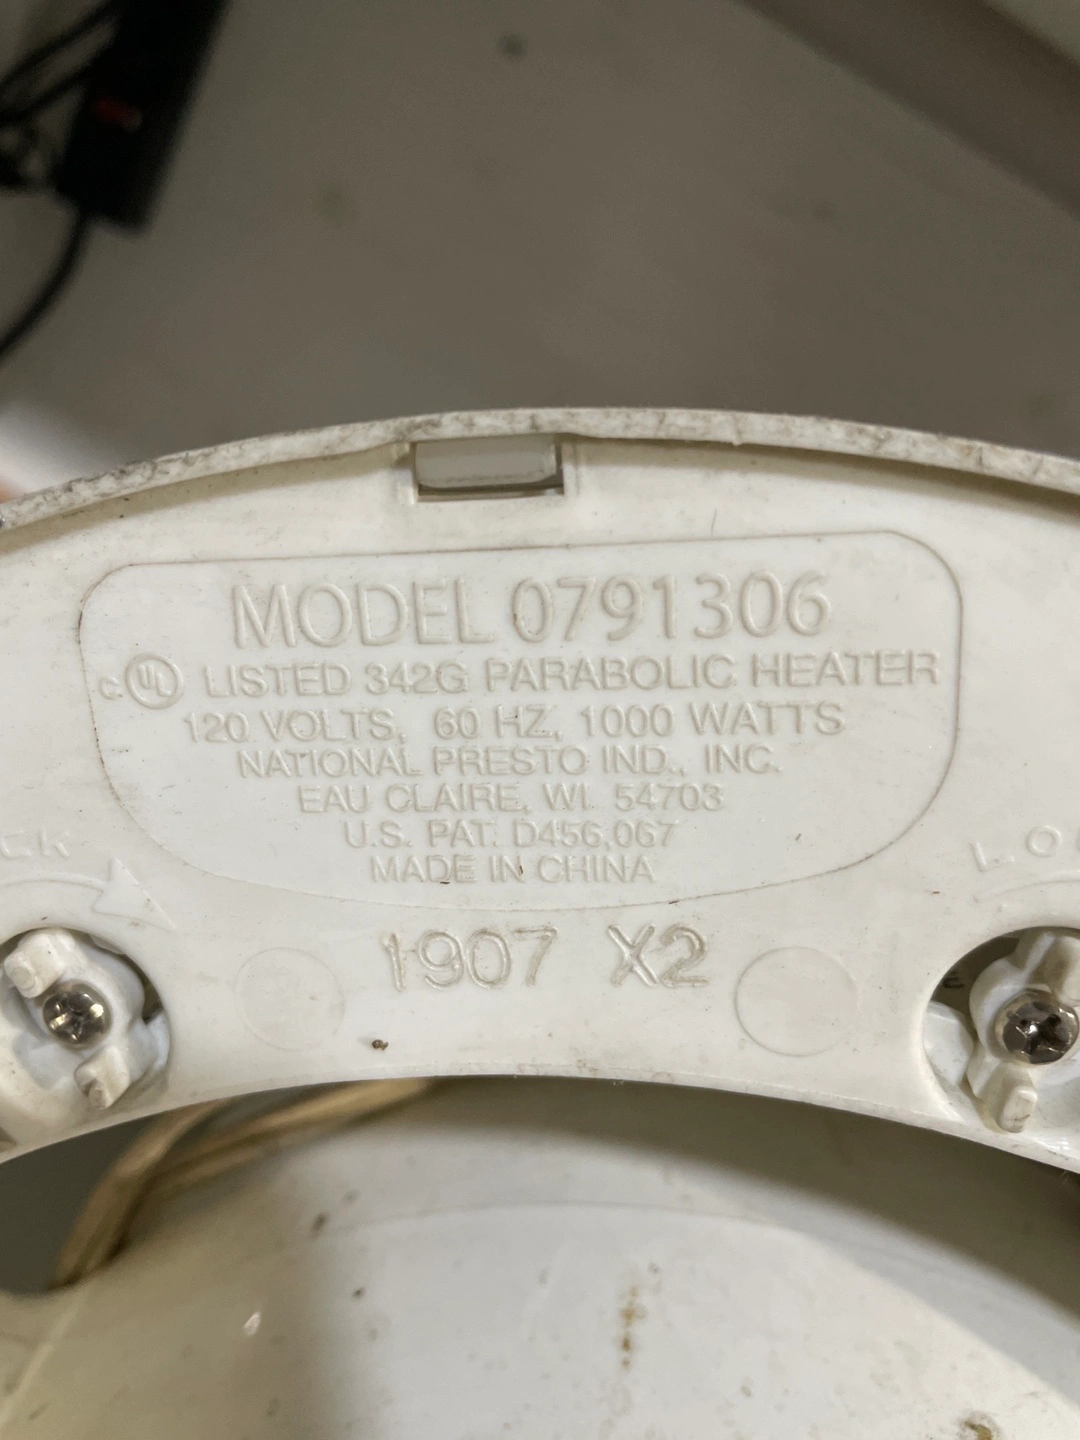 MODEL 0791306
C UL LISTED 342G PARABOLIC HEATER
120 VOLTS, 60 HZ, 1000 WATTS
NATIONAL PRESTO IND., INC.
EAU CLAIRE, WI 54703
U.S. PAT. D456,067
MADE IN CHINA
1907 X2